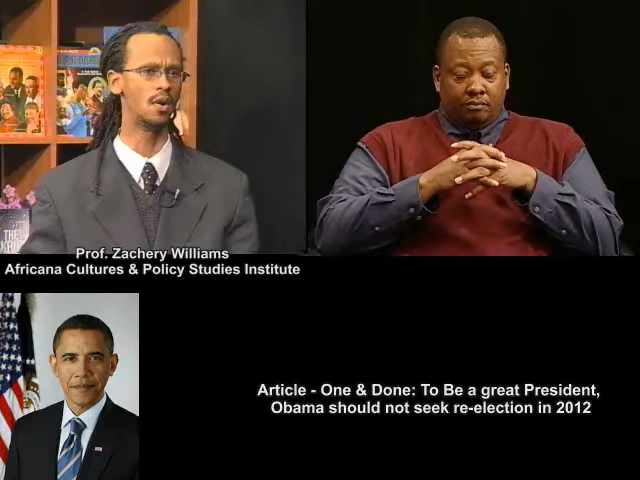 THE
Prof. Zachery Williams
Africana Cultures & Policy Studies Institute
Article - One & Done: To Be a great President,
Obama should not seek re-election in 2012